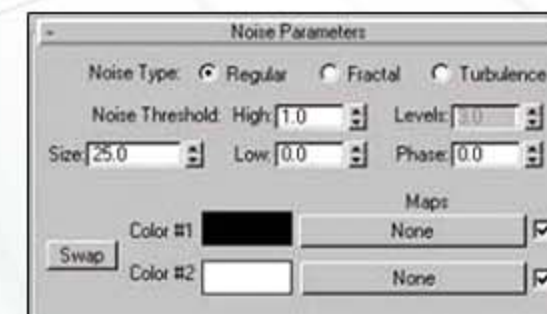 - Noise Parameters
Noise Type: Regular Fractal Turbulence
Noise Threshold: High: 1.0 Levels: 3.0
Size: 25.0 Low: 0.0 Phase: 0.0
Maps
Color #1 None
Swap
Color #2 None